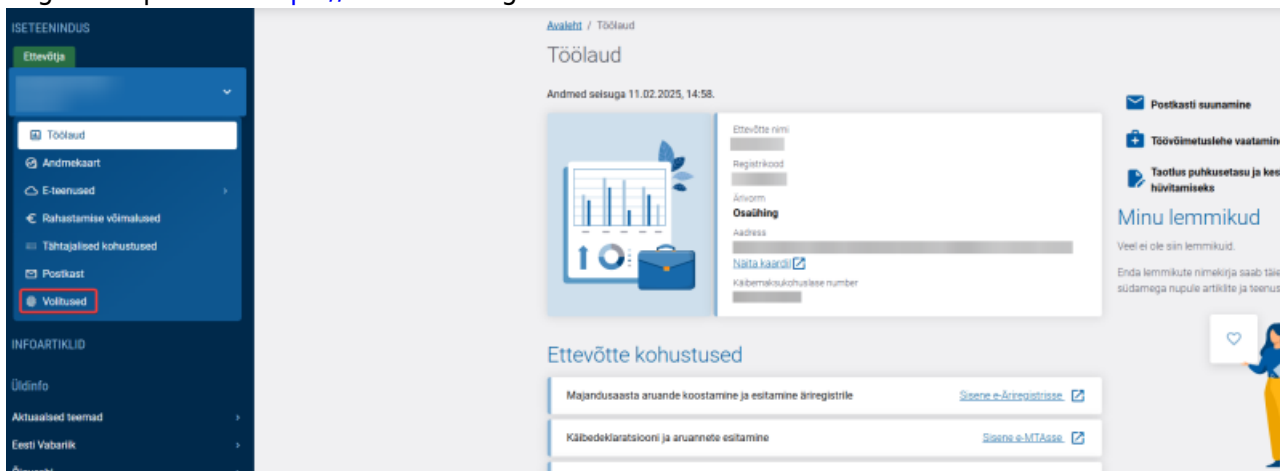 ISETEENINDUS
Ettevõtja
Töölaud
Andmekaart
E-teenused
Rahastamise võimalused
Tähtajalised kohustused
Postkast
Volitused
INFOARTIKLID
Üldinfo
Aktuaalsed teemad
Eesti Vabariik
Avaleht / Töölaud
Töölaud
Andmed seisuga 11.02.2025, 14:58.
Ettevõtte nimi
Registrikood
Ärivorm
Osaühing
Aadress
Näita kaardil
Käibemaksukohuslase number
Ettevõtte kohustused
Majandusaasta aruande koostamine ja esitamine äriregistrile
Sisene e-Äriregistrisse
Käibedeklaratsiooni ja aruannete esitamine
Sisene e-MTAsse
Postkasti suunamine
Töövõimetuslehe vaatamine
Taotlus puhkusetasu ja kes
hüvitamiseks
Minu lemmikud
Veel ei ole siin lemmikuid.
Enda lemmikute nimekirja saab täie
südamega nupule artiklite ja teenus